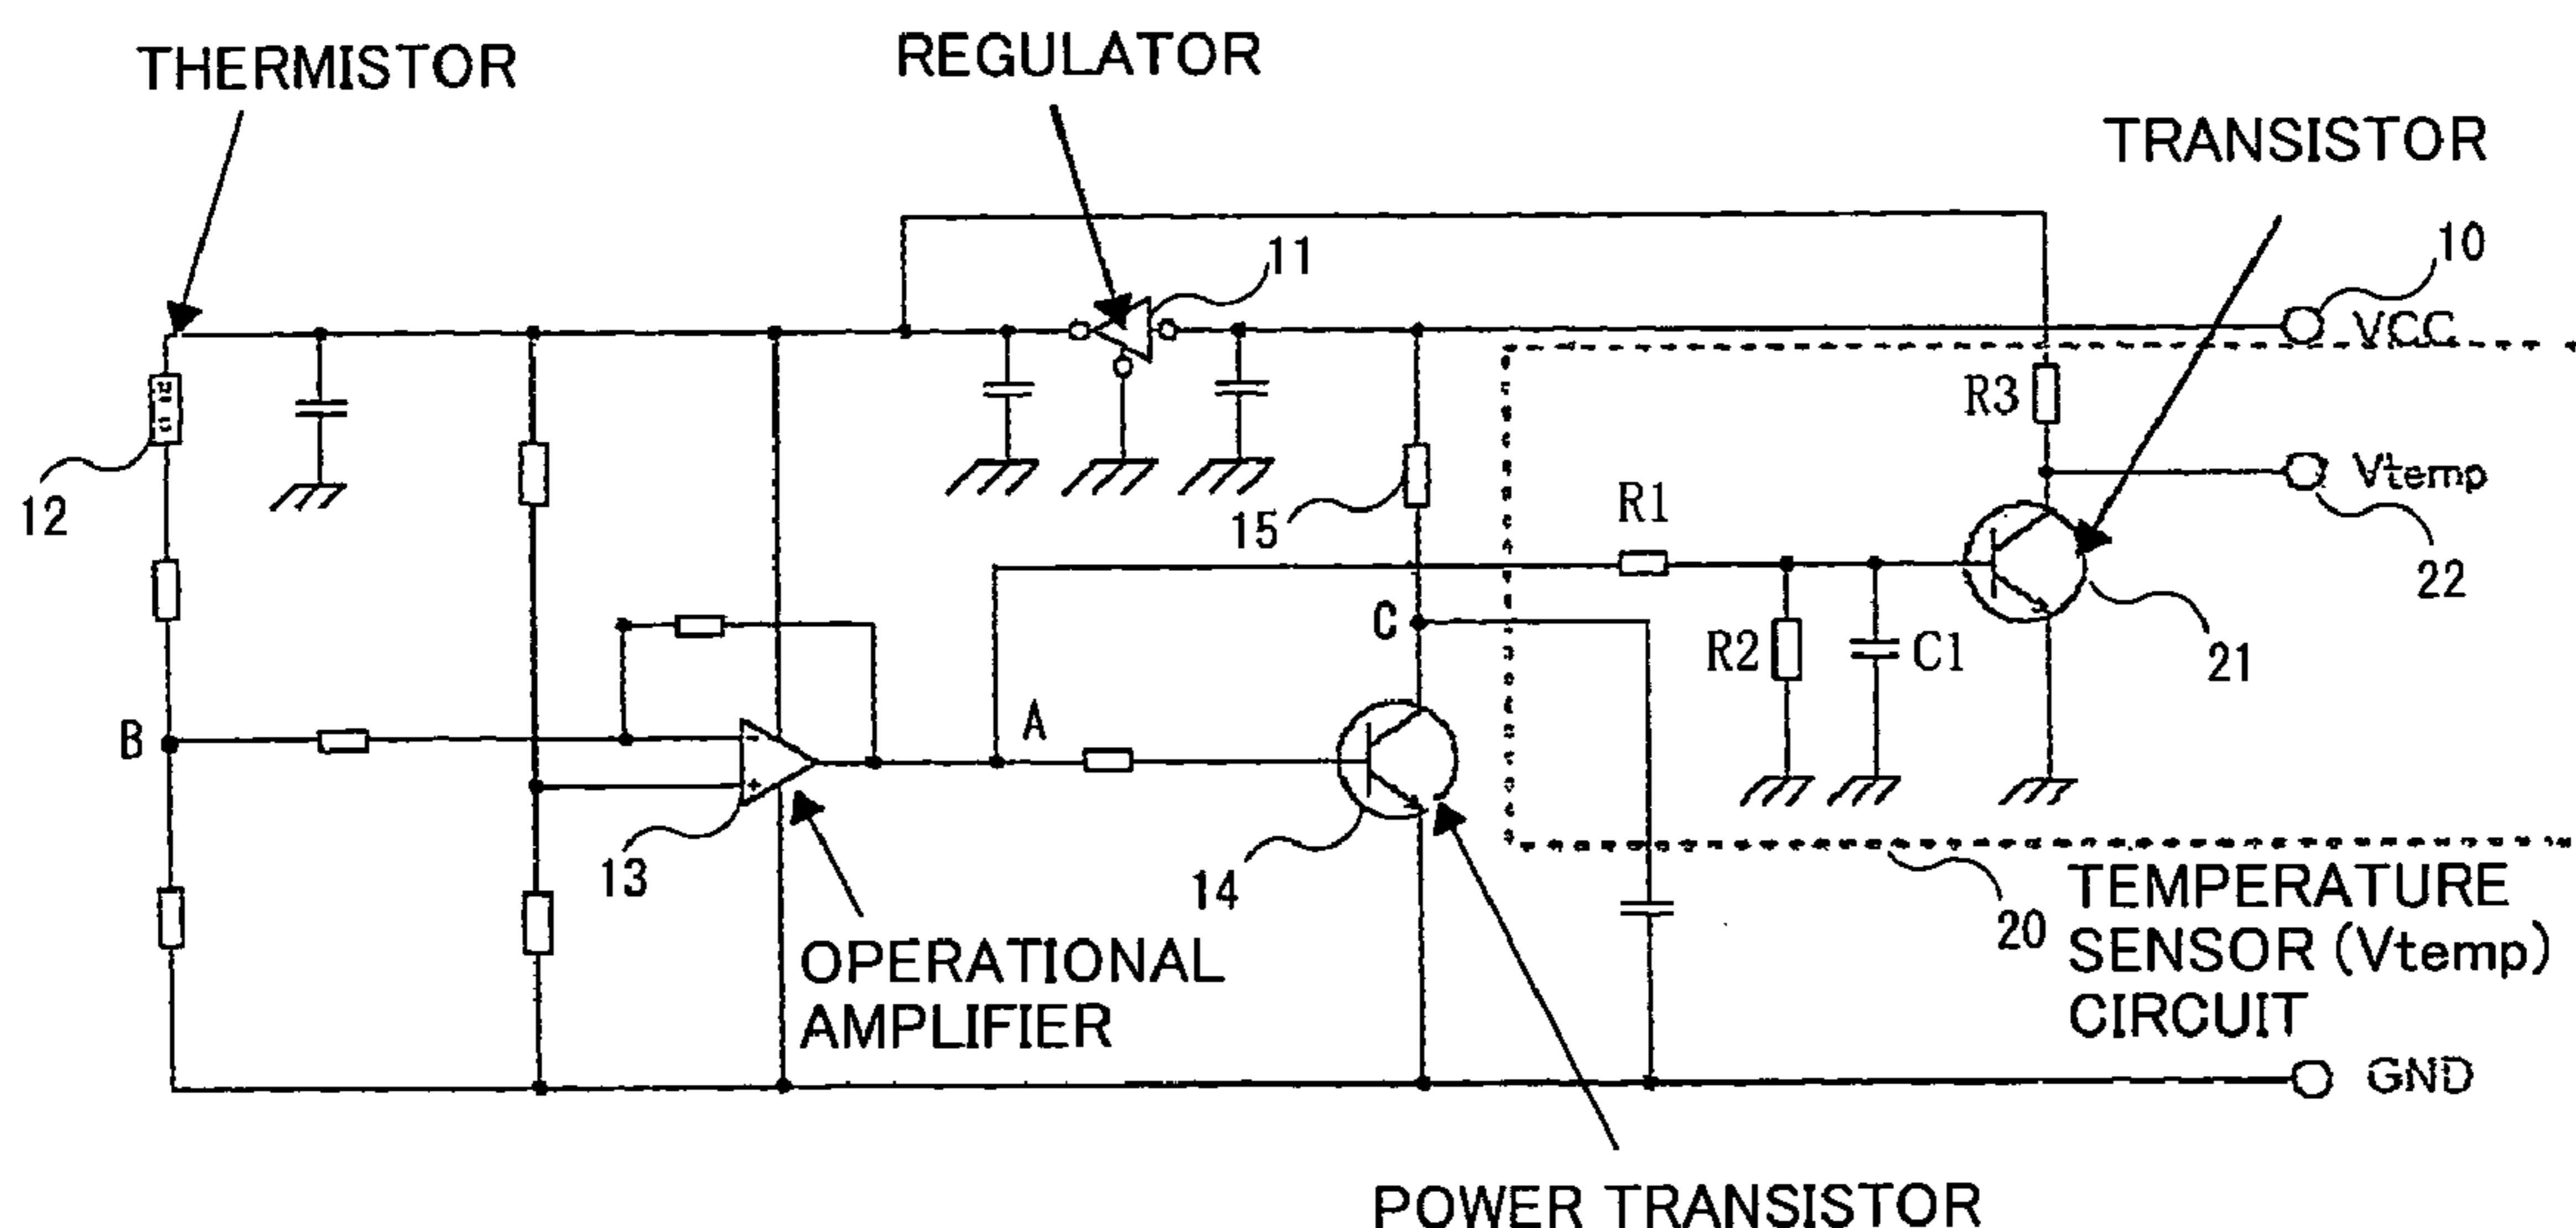 THERMISTOR
REGULATOR
TRANSISTOR
11
10
VCC
R3
12
15
R1
Vtemp
22
C
R2
C1
21
B
A
-
+
13
14
20
TEMPERATURE
SENSOR (Vtemp)
CIRCUIT
OPERATIONAL
AMPLIFIER
GND
POWER TRANSISTOR